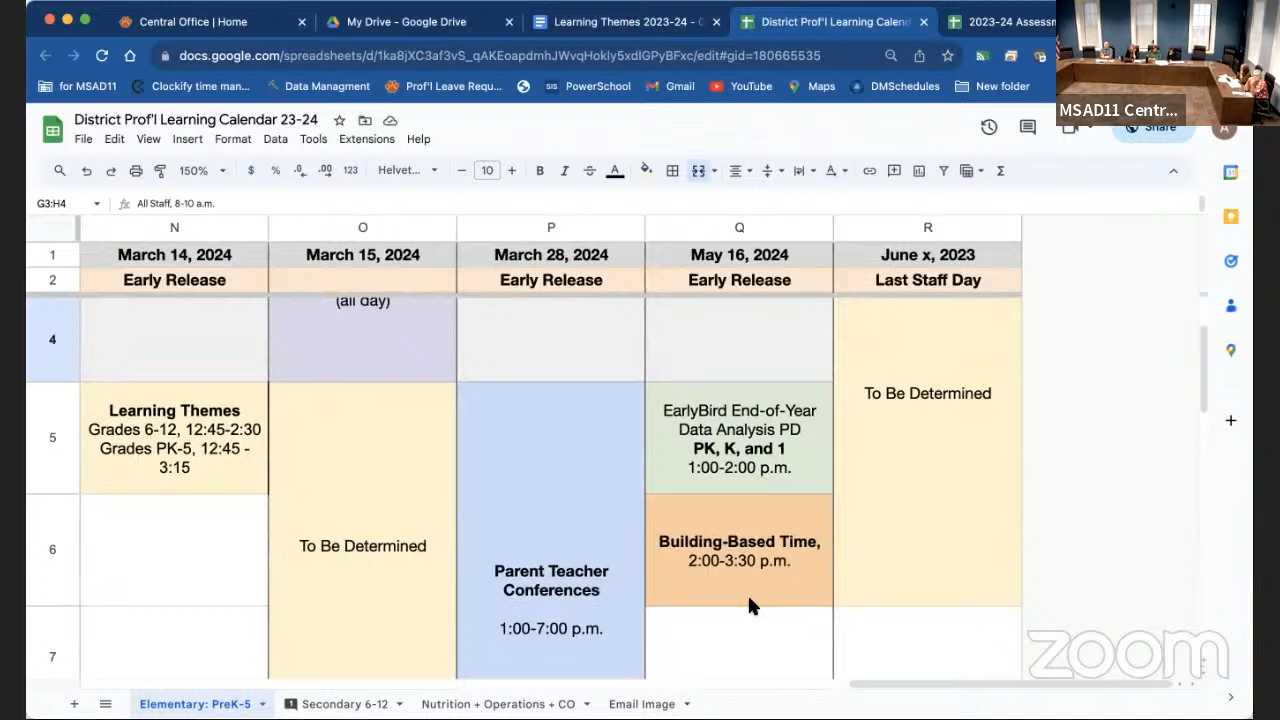 Central Office | Home
My Drive - Google Drive
Learning Themes 2023-24 -
District Prof'l Learning Calend
2023-24 Assessm
docs.google.com/spreadsheets/d/1ka8jXC3af3vS_qAKEoapdmhJWvqHokly5xdIGPyBFxc/edit#gid=180665535
for MSAD11
Clockify time man...
Data Managment
Prof'l Leave Requ...
PowerSchool
Gmail
YouTube
Maps
DMSchedules
New folder
MSAD11 Centr...
District Prof'l Learning Calendar 23-24
File Edit View Insert Format Data Tools Extensions Help
Share
A
150% $ % .0 .00 123 Helvet... 10 B I A
G3:H4 fx All Staff, 8-10 a.m.
N O P Q R
1 March 14, 2024 March 15, 2024 March 28, 2024 May 16, 2024 June x, 2023
2 Early Release Early Release Early Release Last Staff Day
(all day)
4
To Be Determined
5
Learning Themes
Grades 6-12, 12:45-2:30
Grades PK-5, 12:45 -
3:15
EarlyBird End-of-Year
Data Analysis PD
PK, K, and 1
1:00-2:00 p.m.
6
To Be Determined
Parent Teacher
Conferences
1:00-7:00 p.m.
Building-Based Time,
2:00-3:30 p.m.
7
zoom
Elementary: PreK-5
Secondary 6-12
Nutrition + Operations + CO
Email Image